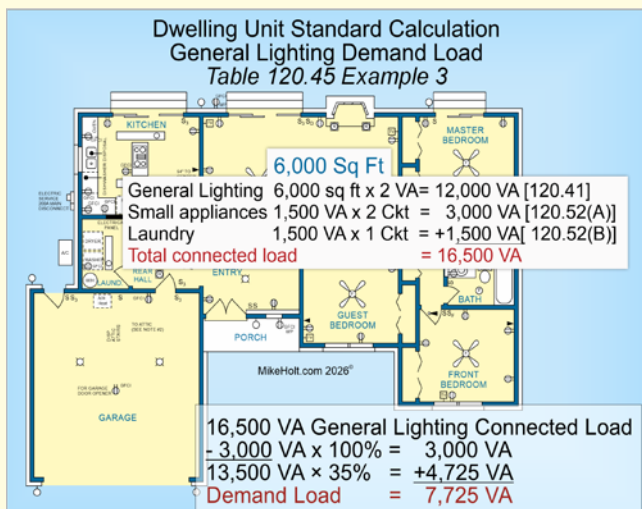 Dwelling Unit Standard Calculation
General Lighting Demand Load
Table 120.45 Example 3
KITCHEN
MASTER
BEDROOM
6,000 Sq Ft
General Lighting 6,000 sq ft x 2 VA= 12,000 VA [120.41]
Small appliances 1,500 VA x 2 Ckt = 3,000 VA [120.52(A)]
Laundry 1,500 VA x 1 Ckt = +1,500 VA[ 120.52(B)]
Total connected load = 16,500 VA
ELECTRIC
SERVICE
DISCONNECT
A/C
LAUND.
REAR
HALL
ENTRY
BATH
GUEST
BEDROOM
PORCH
FRONT
BEDROOM
MikeHolt.com 2026©
TO ATTIC
FOR GARAGE
DOOR OPENER
GARAGE
16,500 VA General Lighting Connected Load
- 3,000 VA x 100% = 3,000 VA
13,500 VA × 35% = +4,725 VA
Demand Load = 7,725 VA